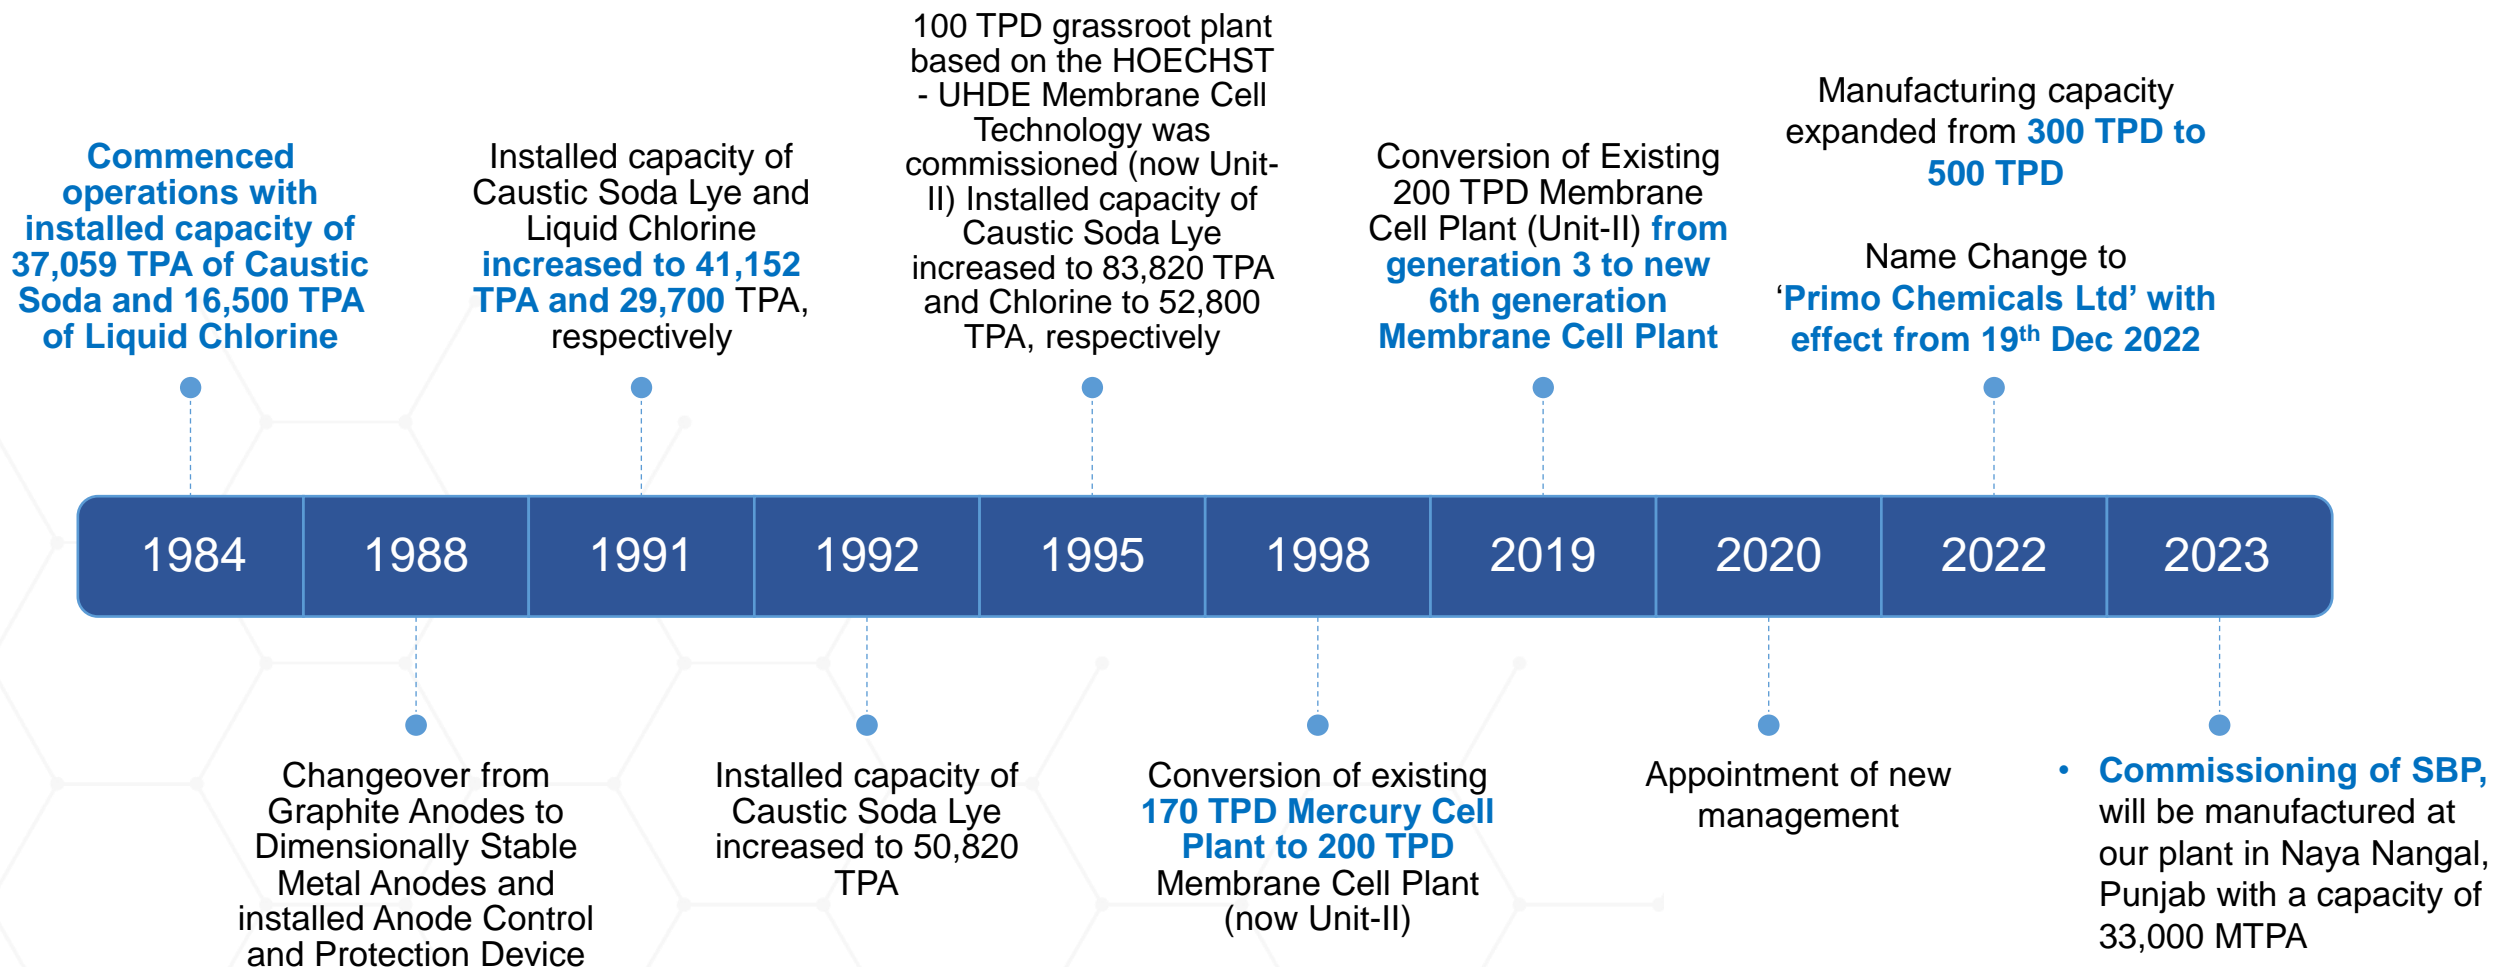 Commenced
operations with
installed capacity of
37,059 TPA of Caustic
Soda and 16,500 TPA
of Liquid Chlorine
Installed capacity of
Caustic Soda Lye and
Liquid Chlorine
increased to 41,152
TPA and 29,700 TPA,
respectively
100 TPD grassroot plant
based on the HOECHST
- UHDE Membrane Cell
Technology was
commissioned (now Unit-
II) Installed capacity of
Caustic Soda Lye
increased to 83,820 TPA
and Chlorine to 52,800
TPA, respectively
Conversion of Existing
200 TPD Membrane
Cell Plant (Unit-II) from
generation 3 to new
6th generation
Membrane Cell Plant
Manufacturing capacity
expanded from 300 TPD to
500 TPD
Name Change to
‘Primo Chemicals Ltd’ with
effect from 19th Dec 2022
1984 1988 1991 1992 1995 1998 2019 2020 2022 2023
Changeover from
Graphite Anodes to
Dimensionally Stable
Metal Anodes and
installed Anode Control
and Protection Device
Installed capacity of
Caustic Soda Lye
increased to 50,820
TPA
Conversion of existing
170 TPD Mercury Cell
Plant to 200 TPD
Membrane Cell Plant
(now Unit-II)
Appointment of new
management
• Commissioning of SBP,
will be manufactured at
our plant in Naya Nangal,
Punjab with a capacity of
33,000 MTPA